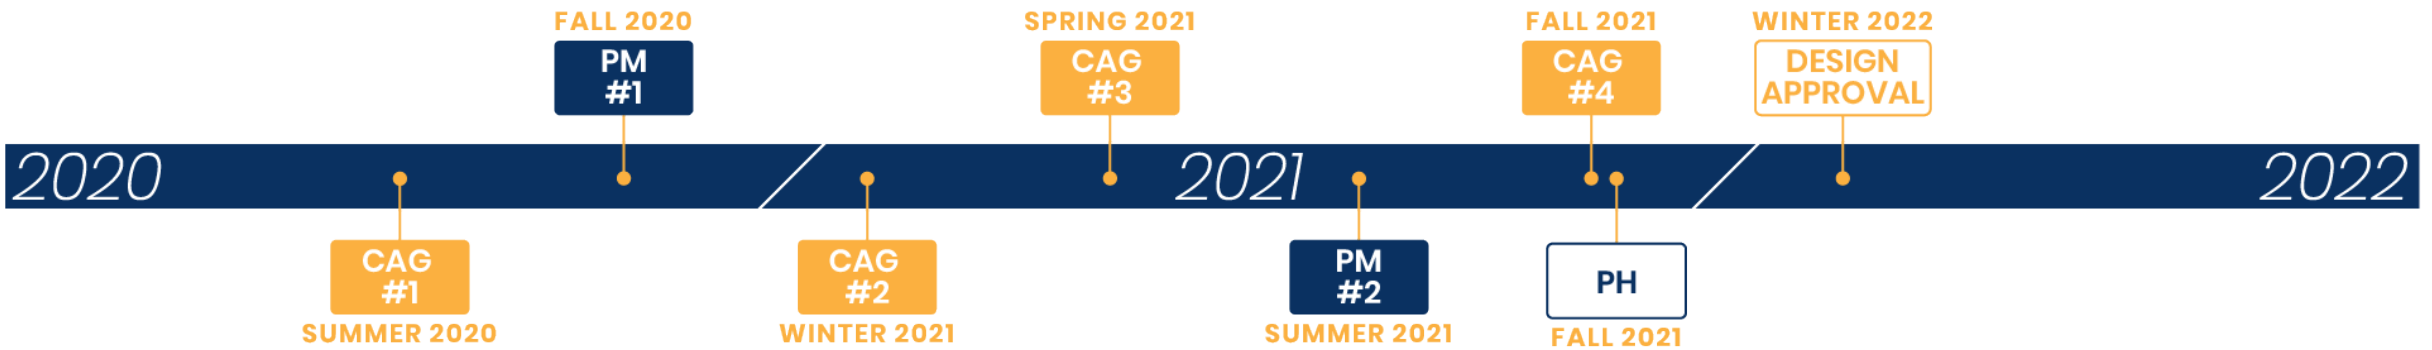 FALL 2020
PM
#1
SPRING 2021
CAG
#3
FALL 2021
CAG
#4
WINTER 2022
DESIGN
APPROVAL
2020
2021
2022
CAG
#1
SUMMER 2020
CAG
#2
WINTER 2021
PM
#2
SUMMER 2021
PH
FALL 2021